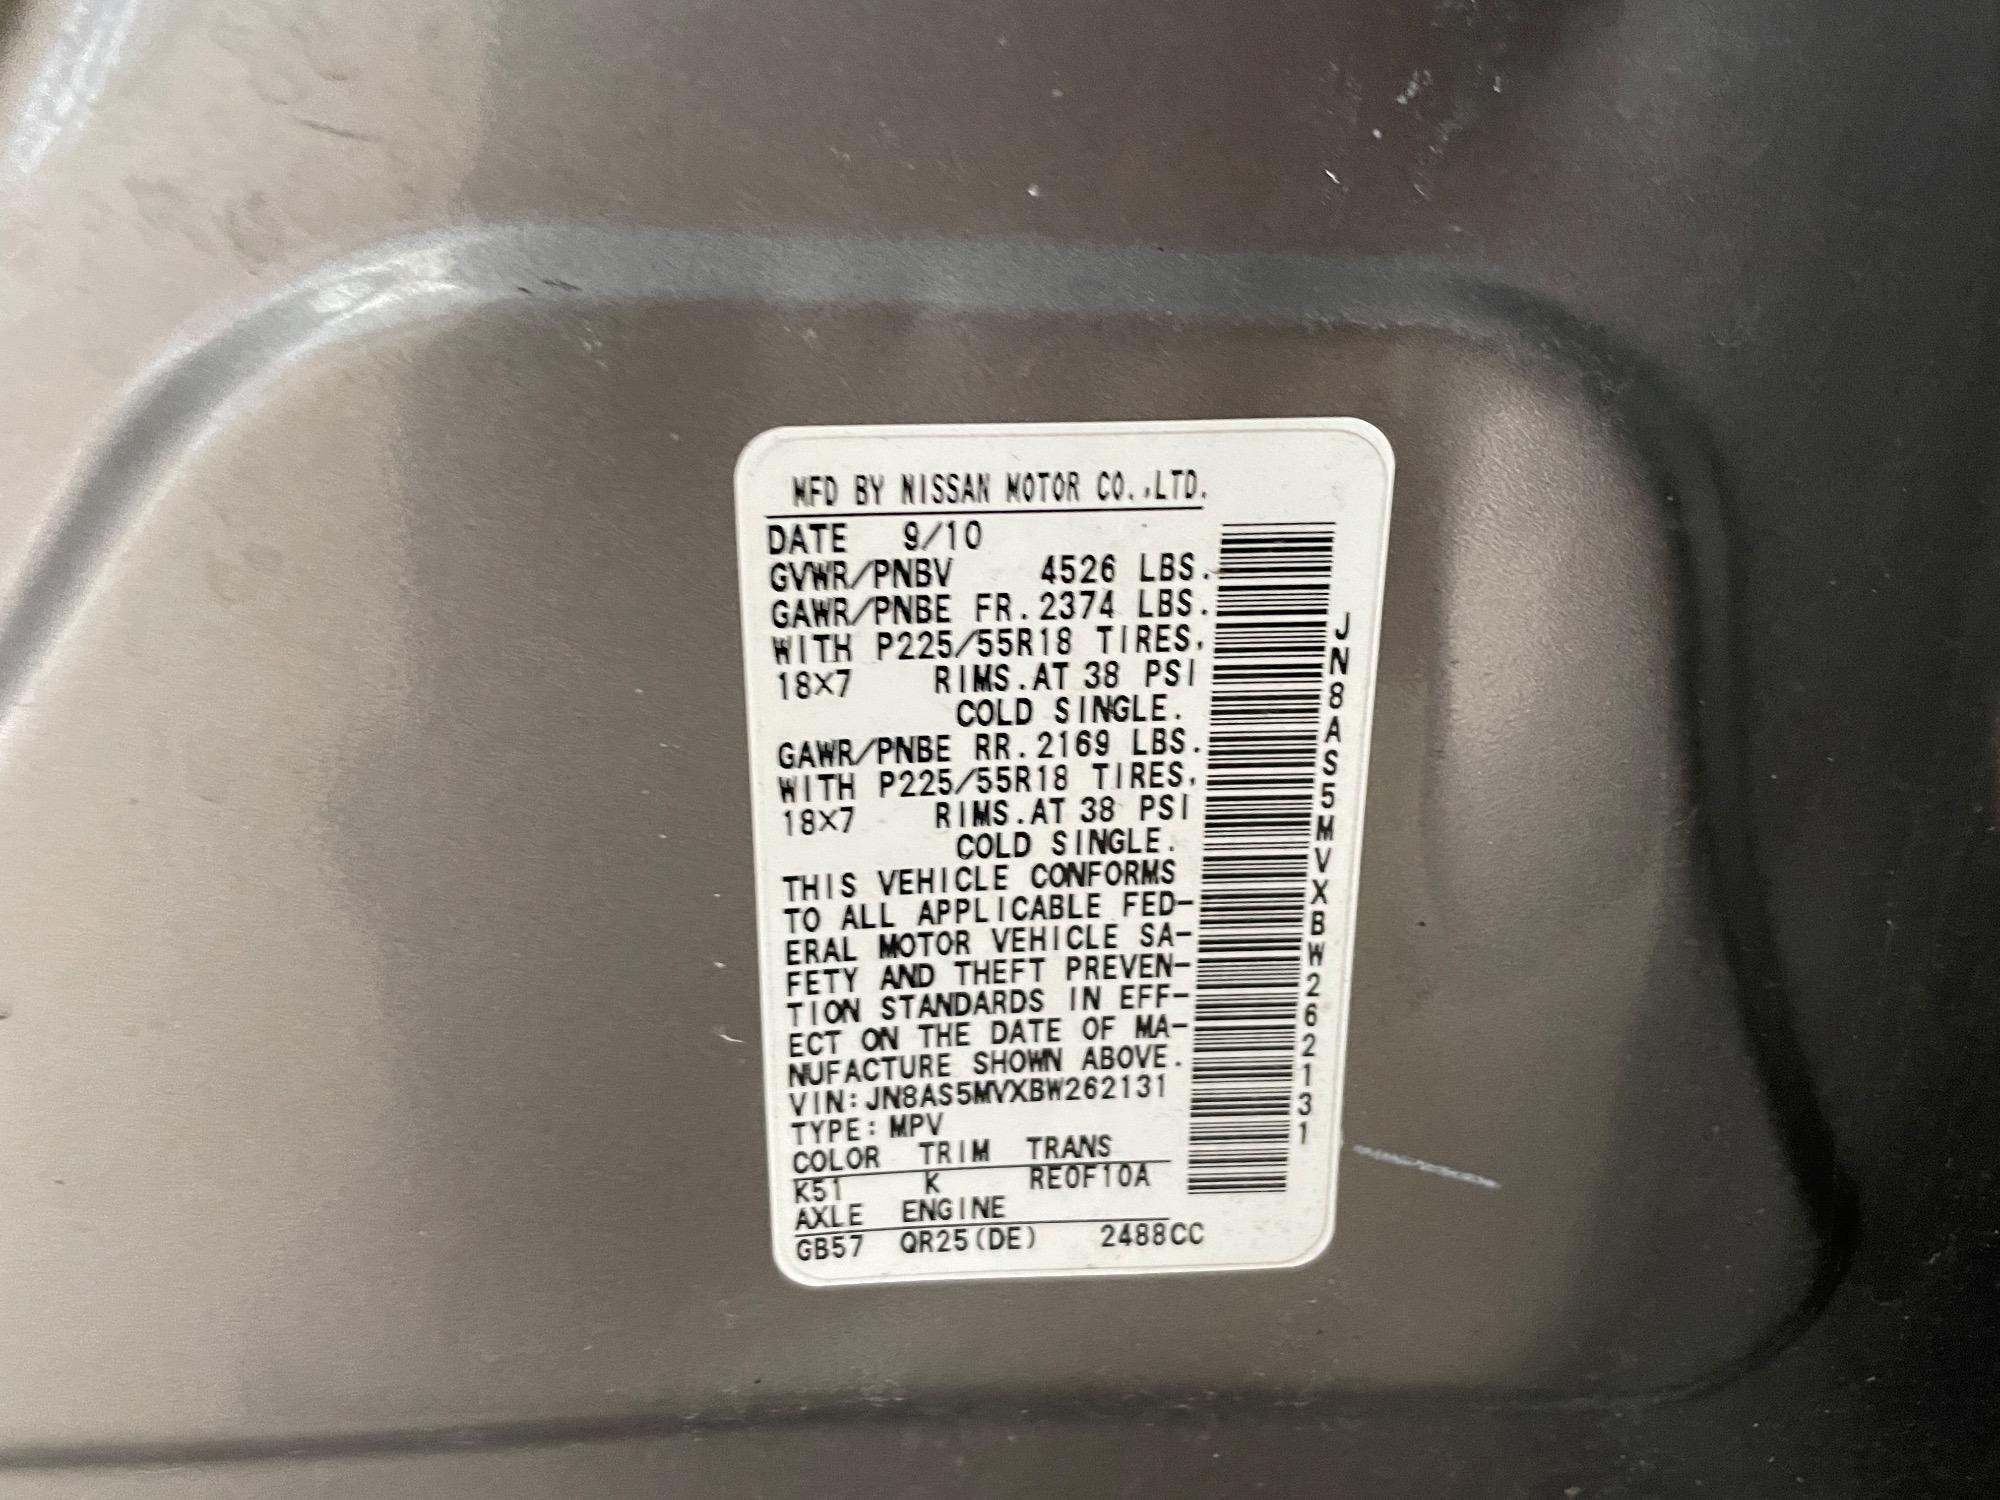 MFD BY NISSAN MOTOR CO.,LTD.
DATE 9/10
GVWR/PNBV 4526 LBS.
GAWR/PNBE FR. 2374 LBS.
WITH P225/55R18 TIRES,
18×7 RIMS.AT 38 PSI
COLD SINGLE.
GAWR/PNBE RR. 2169 LBS.
WITH P225/55R18 TIRES,
18×7 RIMS.AT 38 PSI
COLD SINGLE.
THIS VEHICLE CONFORMS
TO ALL APPLICABLE FED-
ERAL MOTOR VEHICLE SA-
FETY AND THEFT PREVEN-
TION STANDARDS IN EFF-
ECT ON THE DATE OF MA-
NUFACTURE SHOWN ABOVE.
VIN: JN8AS5MVXBW262131
TYPE: MPV
COLOR TRIM TRANS
K51 K RE0F10A
AXLE ENGINE
GB57 QR25(DE) 2488CC
JN8AS5MVXBW262131